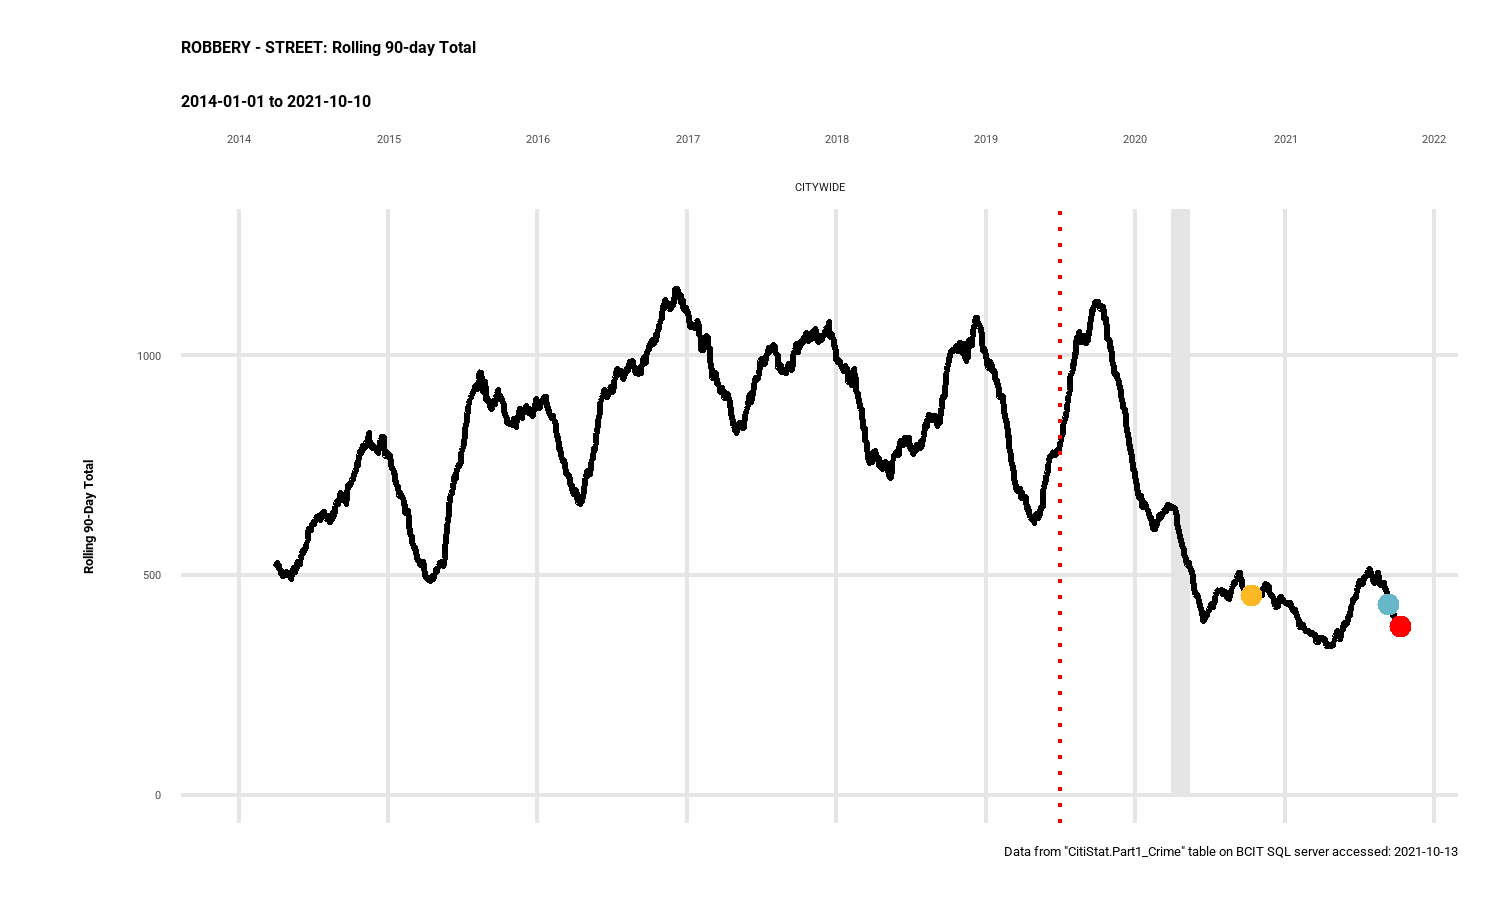 ROBBERY - STREET: Rolling 90-day Total
2014-01-01 to 2021-10-10
2014 2015 2016 2017 2018 2019 2020 2021 2022
CITYWIDE
1000
500
0
Rolling 90-Day Total
Data from "CitiStat.Part1_Crime" table on BCIT SQL server accessed: 2021-10-13